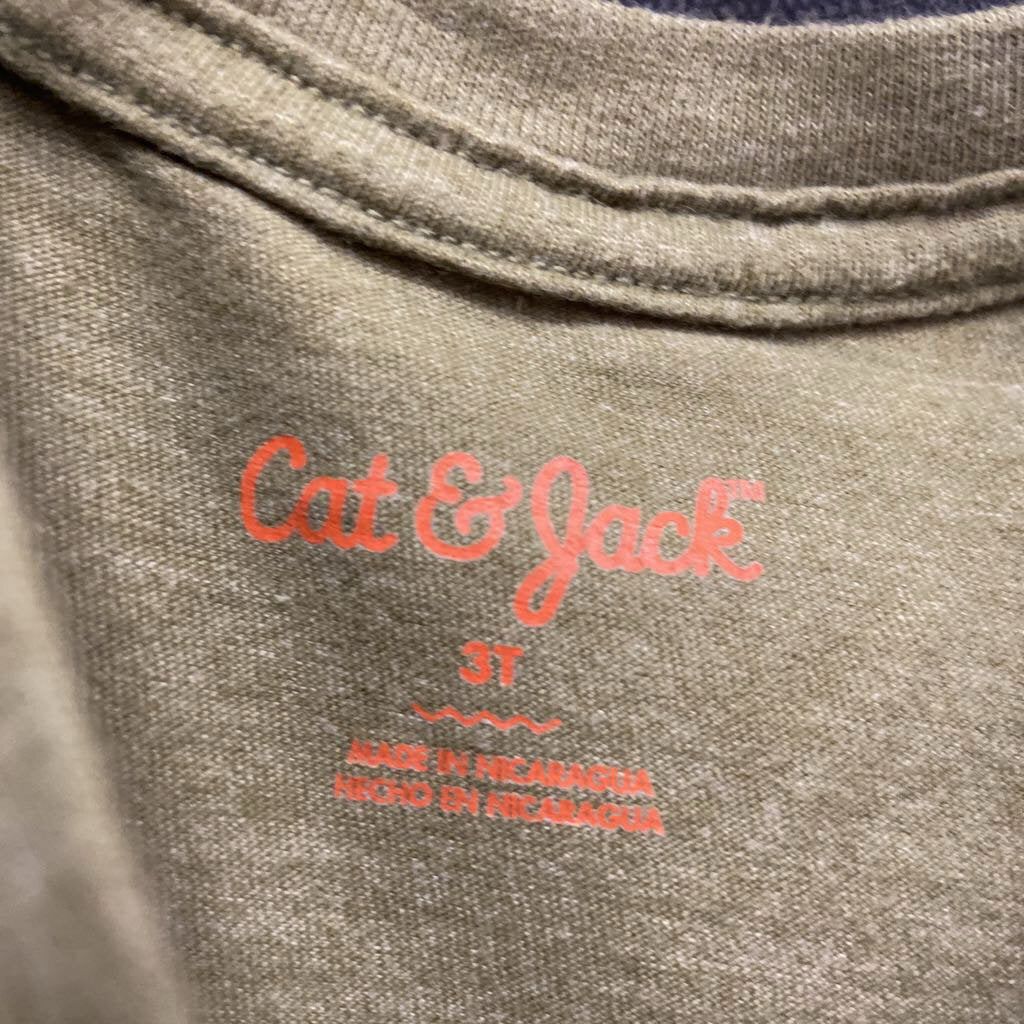 Cat & Jack™
3T
MADE IN NICARAGUA
HECHO EN NICARAGUA